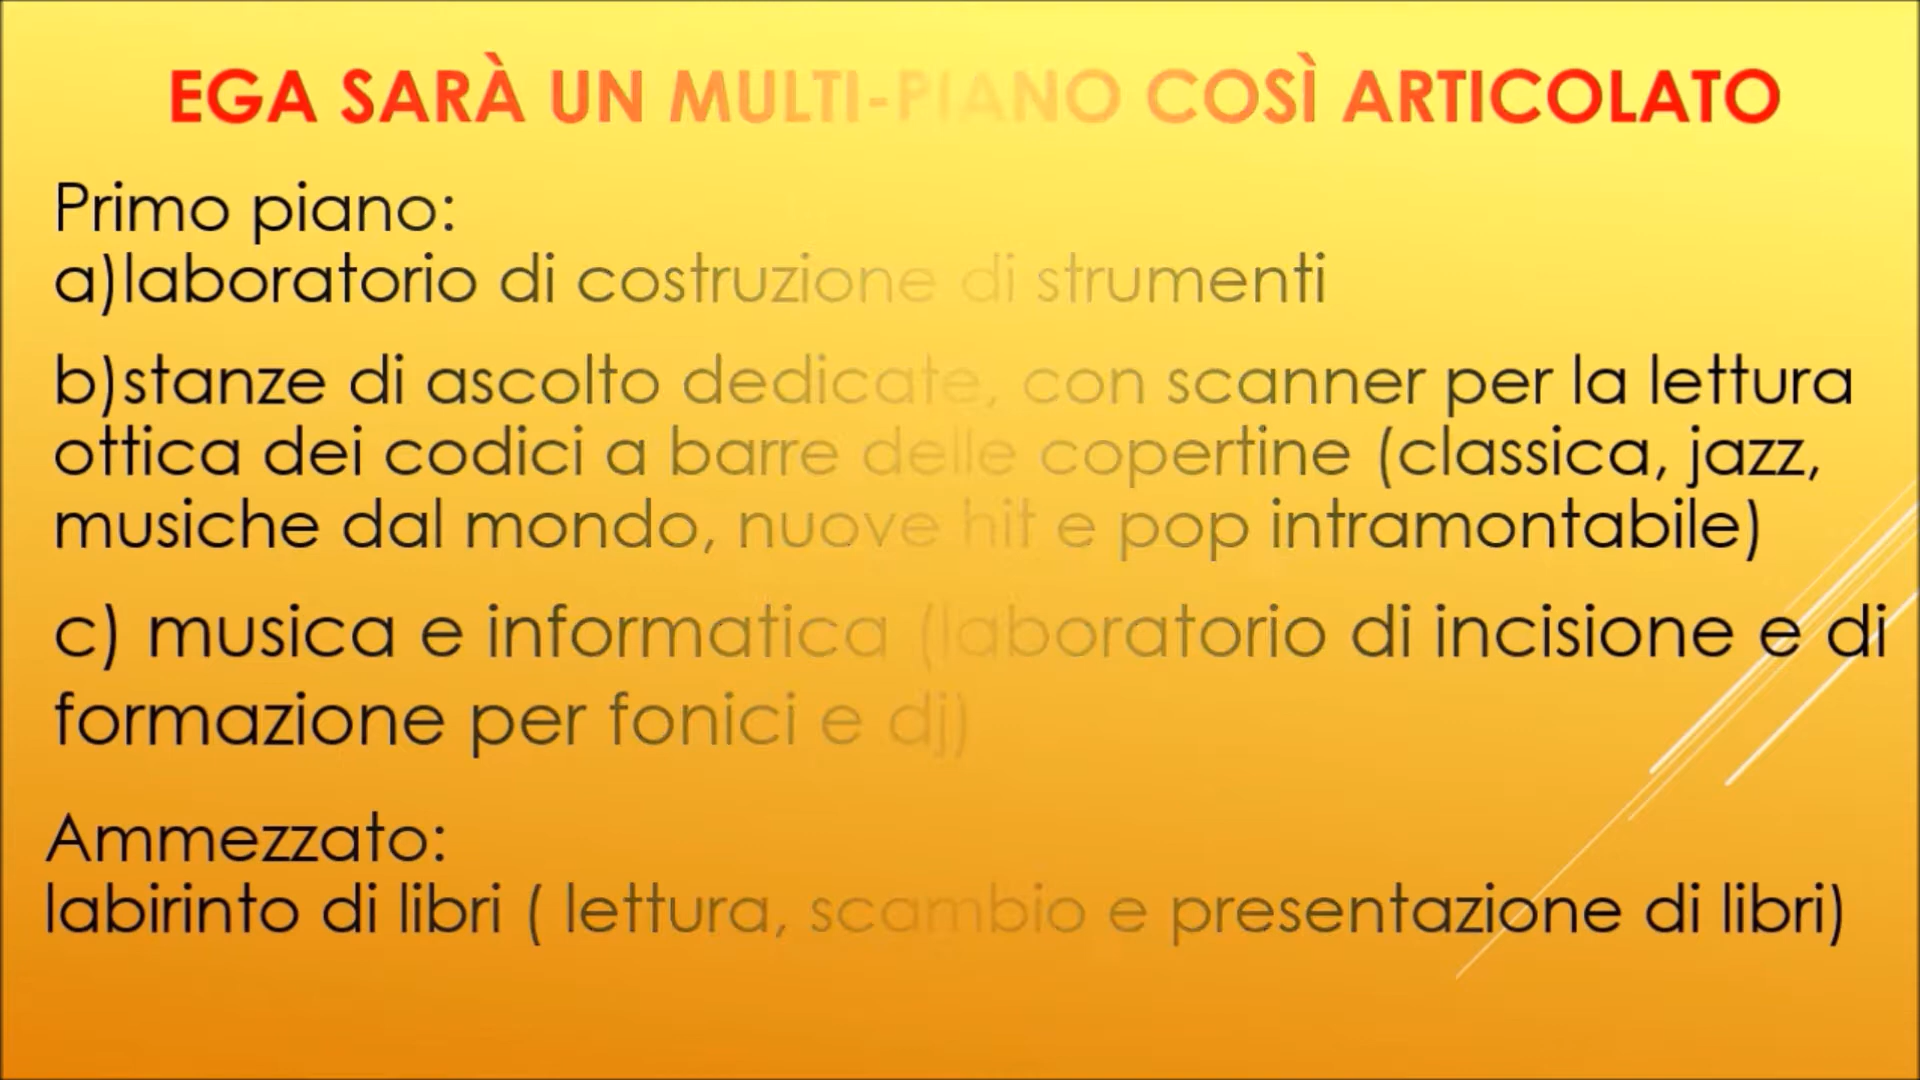 EGA SARÀ UN MULTI-PIANO COSÌ ARTICOLATO
Primo piano:
a)laboratorio di costruzione di strumenti
b)stanze di ascolto dedicate, con scanner per la lettura
ottica dei codici a barre delle copertine (classica, jazz,
musiche dal mondo, nuove hit e pop intramontabile)
c) musica e informatica (laboratorio di incisione e di
formazione per fonici e dj)
Ammezzato:
labirinto di libri ( lettura, scambio e presentazione di libri)